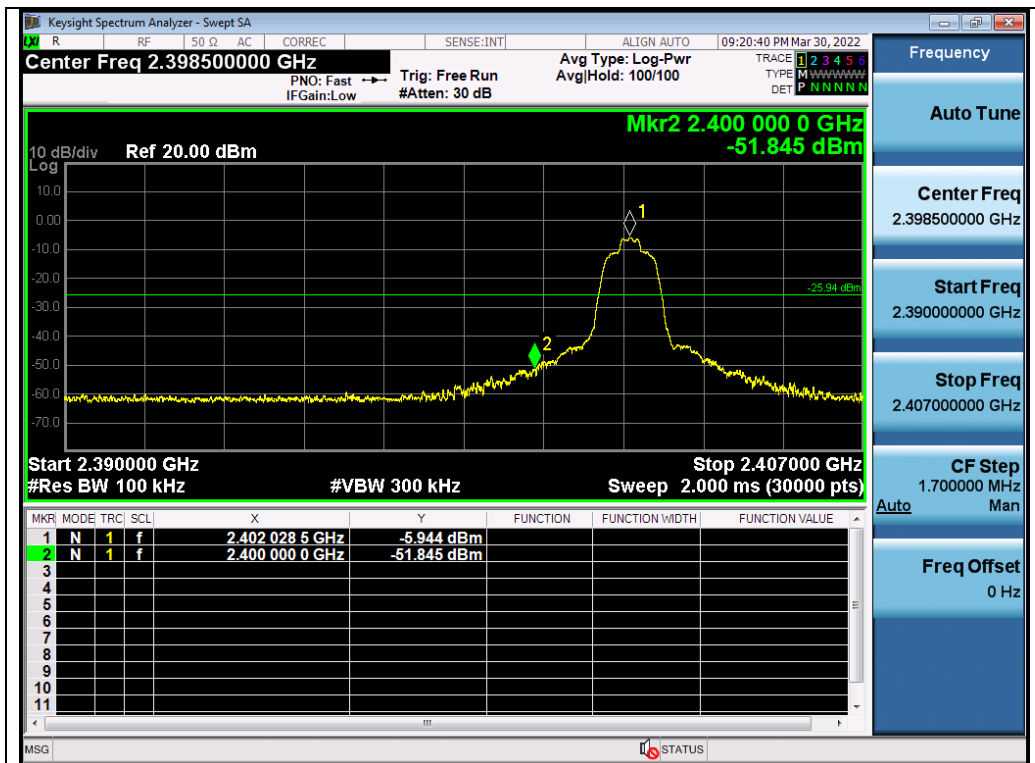 Keysight Spectrum Analyzer - Swept SA
LXI R RF 50 Ω AC CORREC SENSE:INT ALIGN AUTO 09:20:40 PM Mar 30, 2022
Center Freq 2.398500000 GHz
PNO: Fast
IFGain:Low
Trig: Free Run
#Atten: 30 dB
Avg Type: Log-Pwr
Avg|Hold: 100/100
TRACE 1 2 3 4 5 6
TYPE M W W W W W
DET P N N N N N
Mkr2 2.400 000 0 GHz
-51.845 dBm
10 dB/div Ref 20.00 dBm
Log
10.0
0.00
-10.0
-20.0
-30.0
-40.0
-50.0
-60.0
-70.0
1
-25.94 dBm
2
Start 2.390000 GHz Stop 2.407000 GHz
#Res BW 100 kHz #VBW 300 kHz Sweep 2.000 ms (30000 pts)
MKR MODE TRC SCL X Y FUNCTION FUNCTION WIDTH FUNCTION VALUE
1 N 1 f 2.402 028 5 GHz -5.944 dBm
2 N 1 f 2.400 000 0 GHz -51.845 dBm
3
4
5
6
7
8
9
10
11
MSG STATUS
Frequency
Auto Tune
Center Freq
2.398500000 GHz
Start Freq
2.390000000 GHz
Stop Freq
2.407000000 GHz
CF Step
1.700000 MHz
Auto Man
Freq Offset
0 Hz